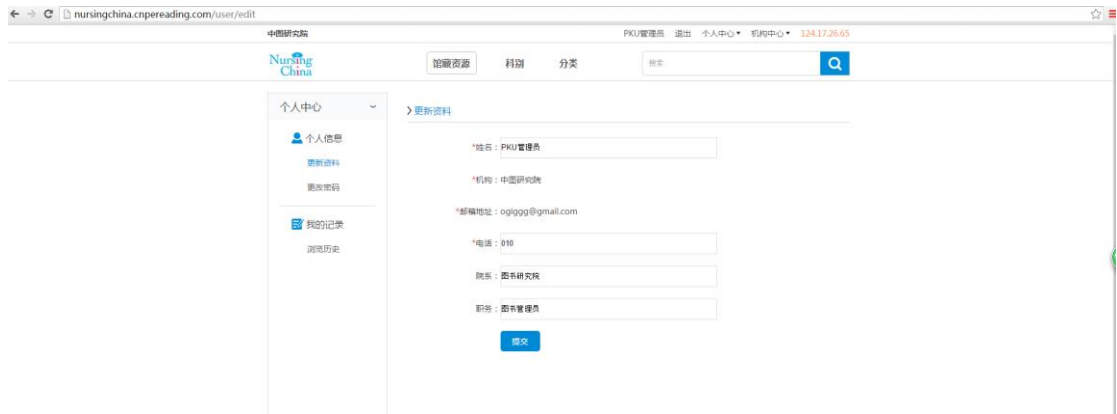 nursingchina.cnpereading.com/user/edit
中图研究院 PKU管理员 退出 个人中心 机构中心 124.17.26.65
Nursing China 馆藏资源 科别 分类 搜索
个人中心
个人信息
更新资料
更改密码
我的记录
浏览历史
更新资料
*姓名：PKU管理员
*机构：中图研究院
*邮箱地址：ogiggg@gmail.com
*电话：010
院系：图书研究院
职务：图书管理员
提交